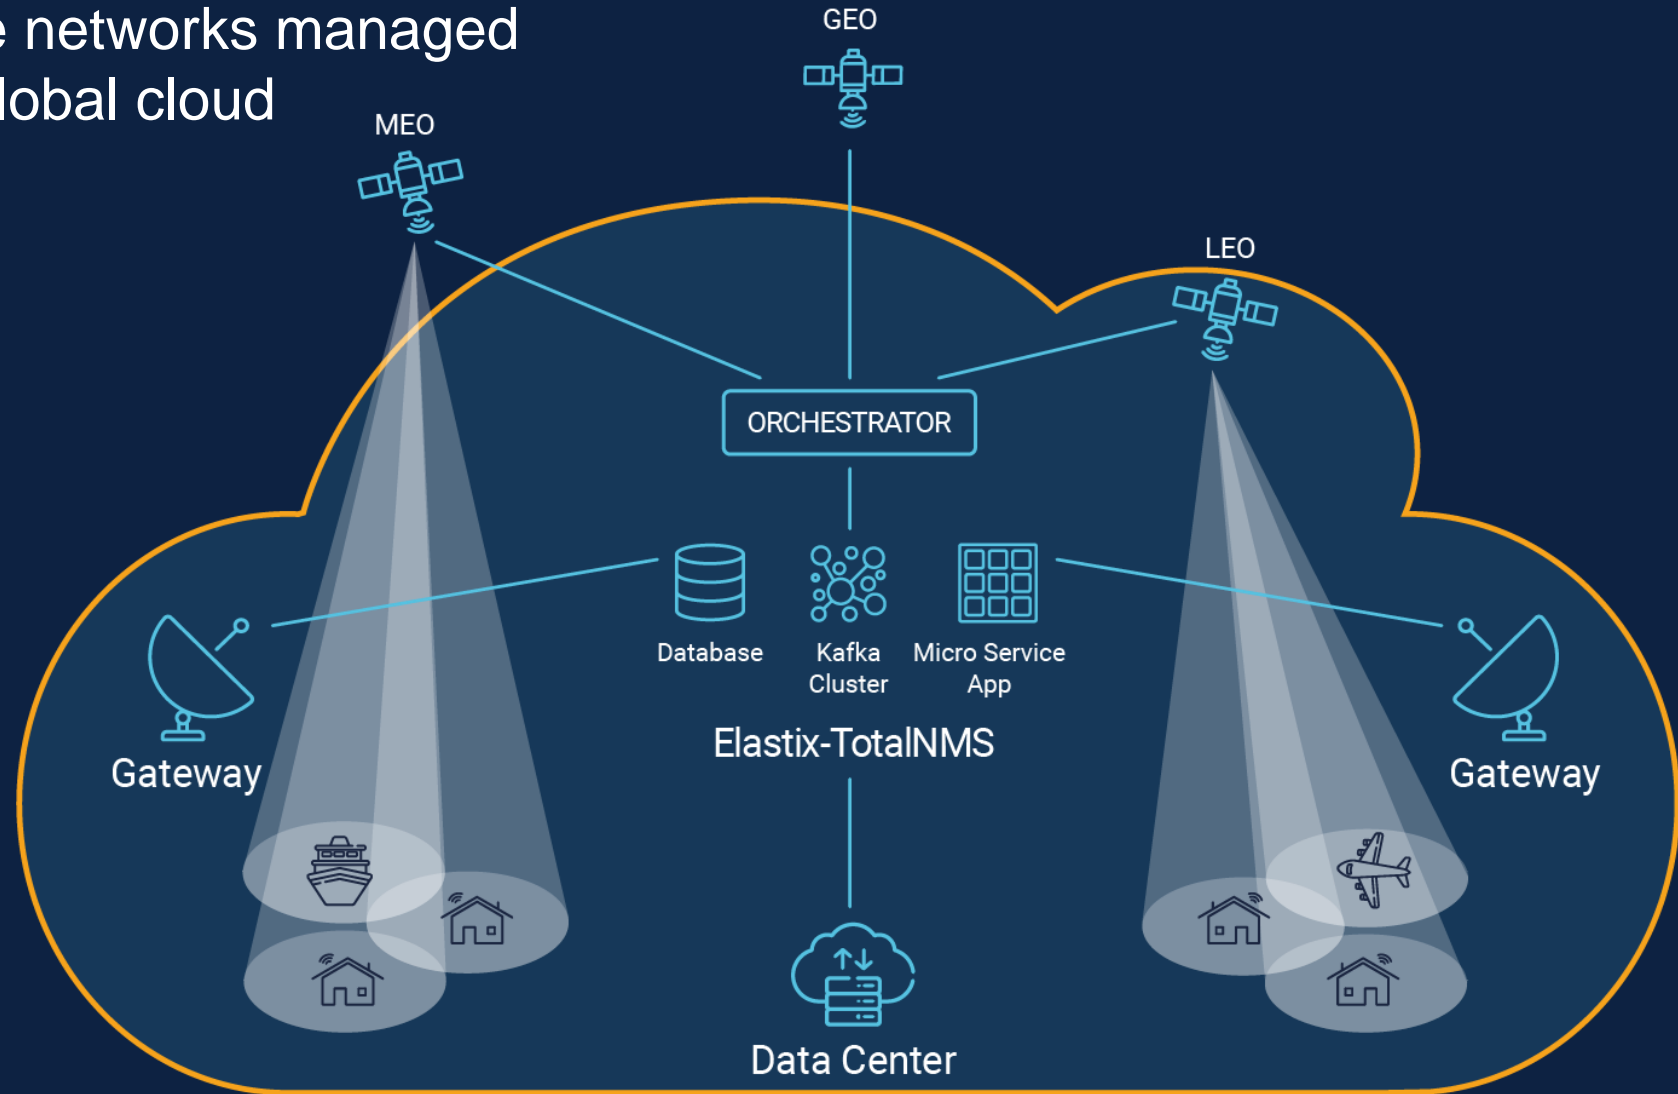 networks managed
cloud
GEO
MEO
LEO
ORCHESTRATOR
Database
Kafka
Cluster
Micro Service
App
Elastix-TotalNMS
Gateway
Gateway
Data Center